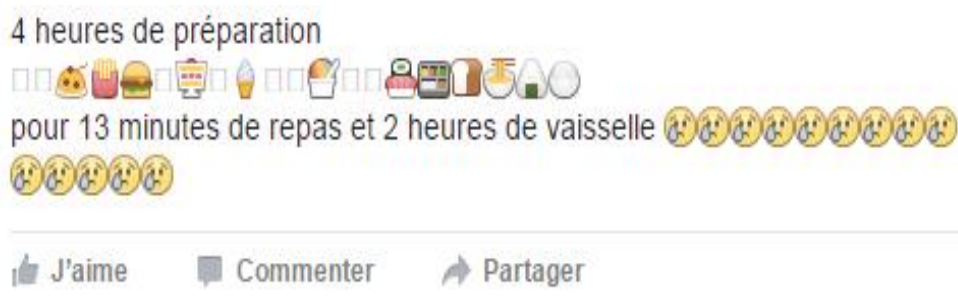 4 heures de préparation
🍝🍟🍔🍧🍦🍨🍣🍱🍞🍜🍙🥚
pour 13 minutes de repas et 2 heures de vaisselle 😢😢😢😢😢😢😢😢😢
😢😢😢😢😢
J'aime Commenter Partager